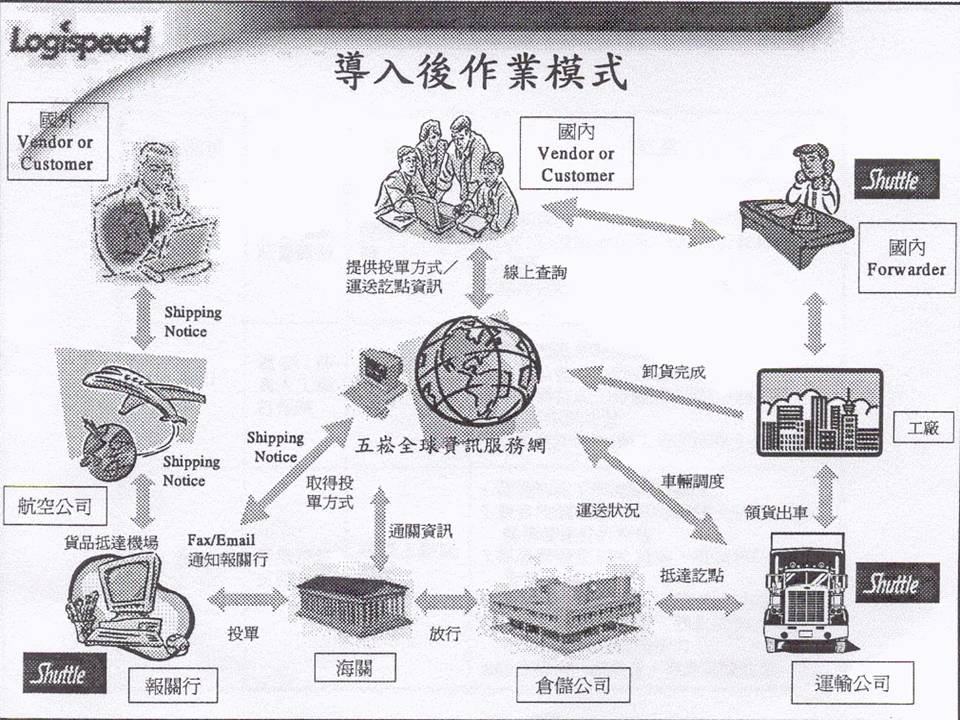 Logispeed
導入後作業模式
國外
Vendor or
Customer
國內
Vendor or
Customer
Shuttle
國內
Forwarder
提供投單方式／
運送訖點資訊
線上查詢
Shipping
Notice
卸貨完成
工廠
五崧全球資訊服務網
Shipping
Notice
Shipping
Notice
取得投
單方式
車輛調度
運送狀況
領貨出車
航空公司
貨品抵達機場
Fax/Email
通知報關行
通關資訊
抵達訖點
Shuttle
投單
放行
Shuttle
報關行
海關
倉儲公司
運輸公司